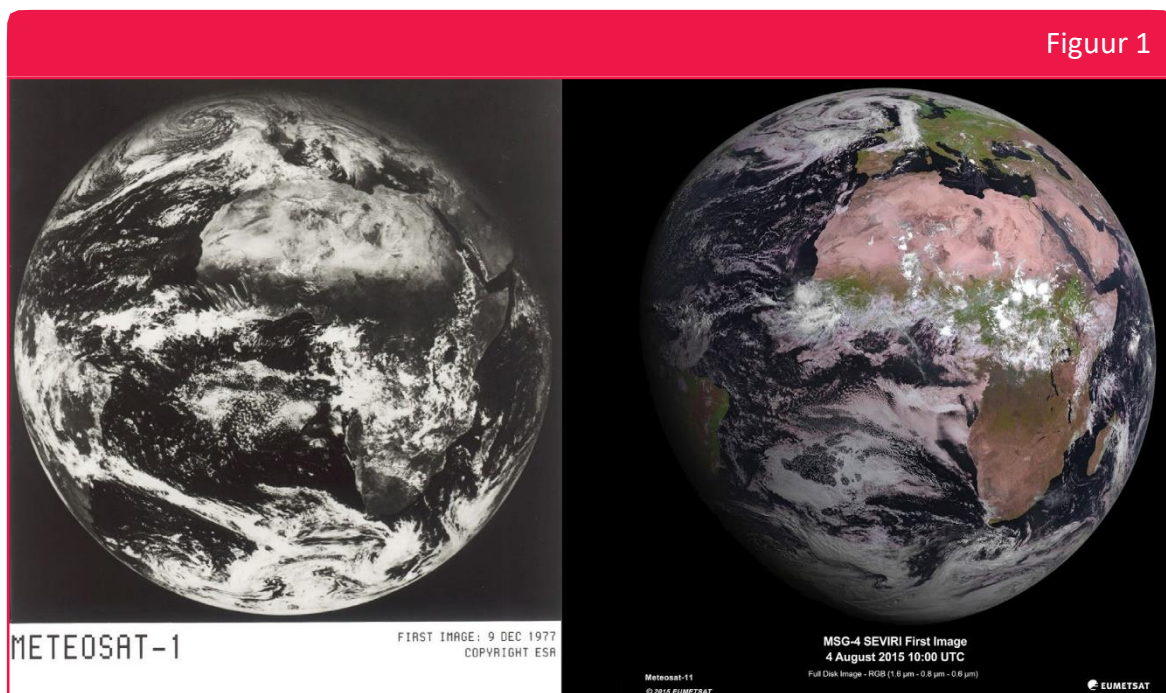 Figuur 1
METEOSAT-1
FIRST IMAGE: 9 DEC 1977
COPYRIGHT ESA
MSG-4 SEVIRI First Image
4 August 2015 10:00 UTC
Full Disk Image - RGB (1.6 µm - 0.8 µm - 0.6 µm)
Meteosat-11
© 2015 EUMETSAT
EUMETSAT